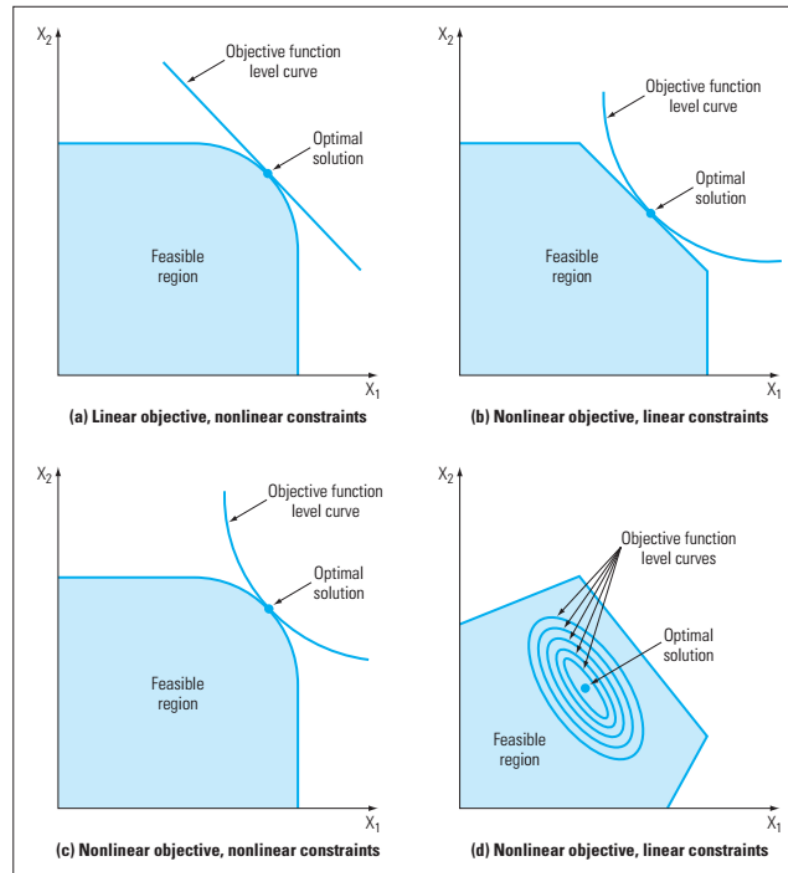 X2
Objective function
level curve
Optimal
solution
Feasible
region
X1
(a) Linear objective, nonlinear constraints
X2
Objective function
level curve
Optimal
solution
Feasible
region
X1
(b) Nonlinear objective, linear constraints
X2
Objective function
level curve
Optimal
solution
Feasible
region
X1
(c) Nonlinear objective, nonlinear constraints
X2
Objective function
level curves
Optimal
solution
Feasible
region
X1
(d) Nonlinear objective, linear constraints